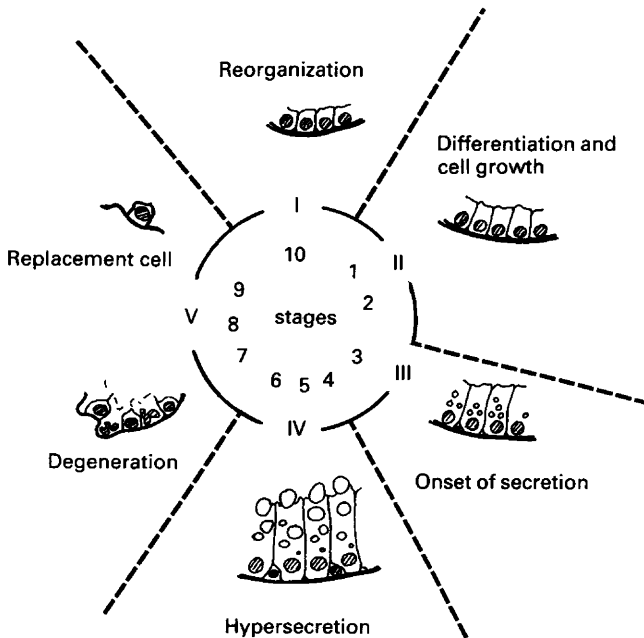 Reorganization
Differentiation and
cell growth
Replacement cell
I
10
1
II
9
2
V
8
stages
7
3
III
6
5
4
IV
Degeneration
Onset of secretion
Hypersecretion